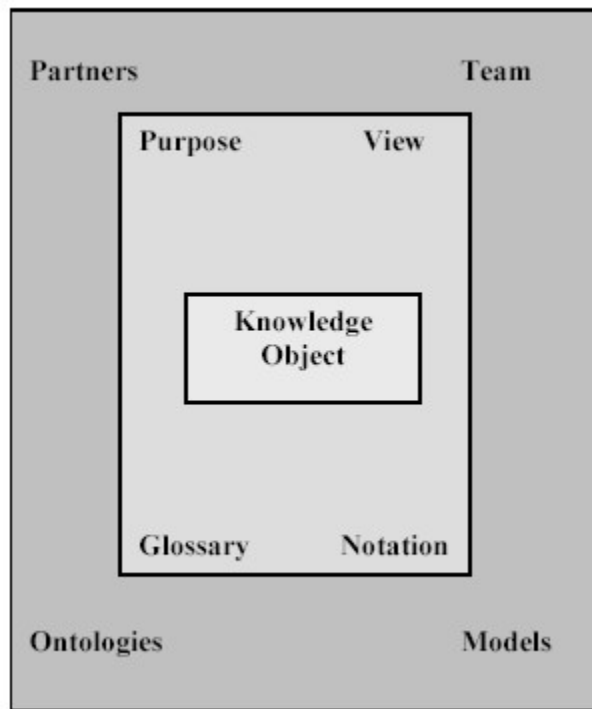 Partners Team
Purpose View
Knowledge
Object
Glossary Notation
Ontologies Models